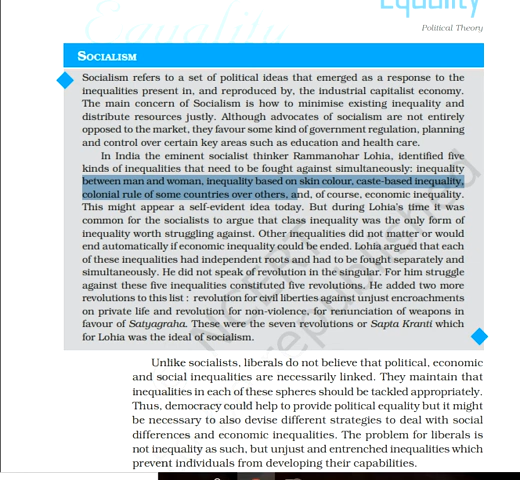 Equality
Equality
Political Theory
SOCIALISM
Socialism refers to a set of political ideas that emerged as a response to the
inequalities present in, and reproduced by, the industrial capitalist economy.
The main concern of Socialism is how to minimise existing inequality and
distribute resources justly. Although advocates of socialism are not entirely
opposed to the market, they favour some kind of government regulation, planning
and control over certain key areas such as education and health care.
In India the eminent socialist thinker Rammanohar Lohia, identified five
kinds of inequalities that need to be fought against simultaneously: inequality
between man and woman, inequality based on skin colour, caste-based inequality,
colonial rule of some countries over others, and, of course, economic inequality.
This might appear a self-evident idea today. But during Lohia's time it was
common for the socialists to argue that class inequality was the only form of
inequality worth struggling against. Other inequalities did not matter or would
end automatically if economic inequality could be ended. Lohia argued that each
of these inequalities had independent roots and had to be fought separately and
simultaneously. He did not speak of revolution in the singular. For him struggle
against these five inequalities constituted five revolutions. He added two more
revolutions to this list : revolution for civil liberties against unjust encroachments
on private life and revolution for non-violence, for renunciation of weapons in
favour of Satyagraha. These were the seven revolutions or Sapta Kranti which
for Lohia was the ideal of socialism.
NCERT
republished
Unlike socialists, liberals do not believe that political, economic
and social inequalities are necessarily linked. They maintain that
inequalities in each of these spheres should be tackled appropriately.
Thus, democracy could help to provide political equality but it might
be necessary to also devise different strategies to deal with social
differences and economic inequalities. The problem for liberals is
not inequality as such, but unjust and entrenched inequalities which
prevent individuals from developing their capabilities.